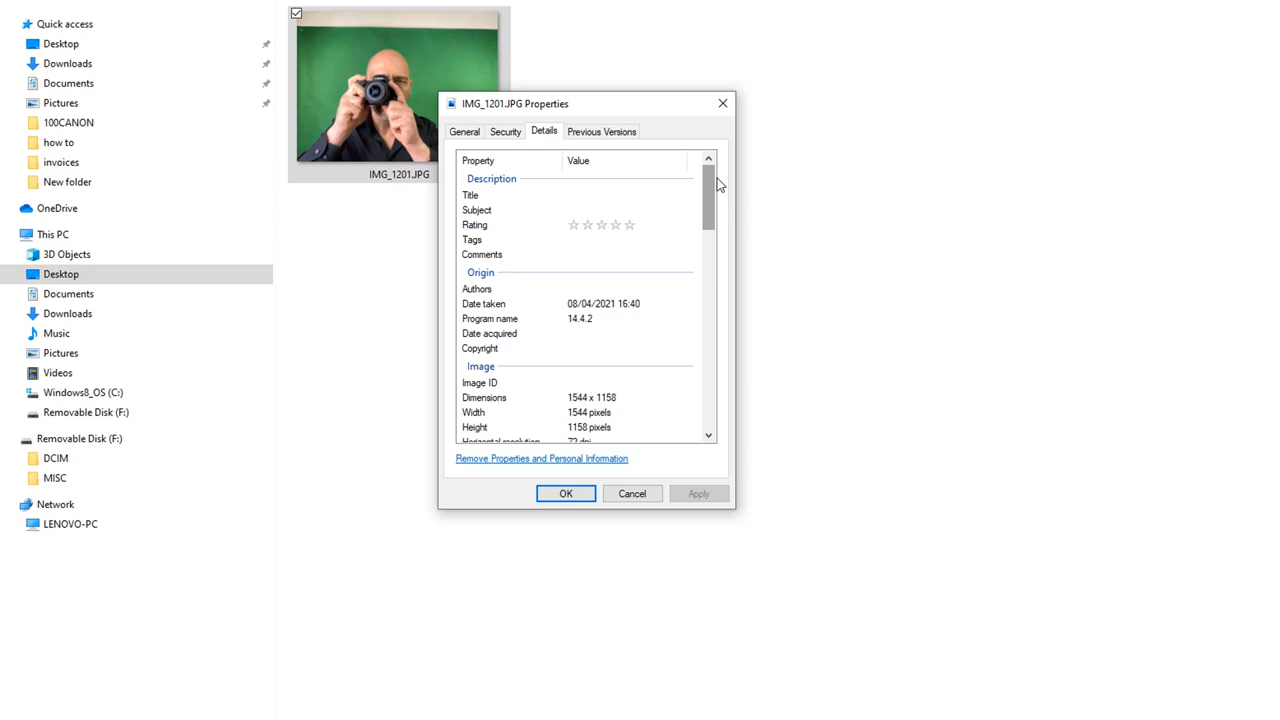 Quick access
Desktop
Downloads
Documents
Pictures
100CANON
how to
invoices
New folder
OneDrive
This PC
3D Objects
Desktop
Documents
Downloads
Music
Pictures
Videos
Windows8_OS (C:)
Removable Disk (F:)
Removable Disk (F:)
DCIM
MISC
Network
LENOVO-PC
IMG_1201.JPG
IMG_1201.JPG Properties
General Security Details Previous Versions
Property Value
Description
Title
Subject
Rating
Tags
Comments
Origin
Authors
Date taken 08/04/2021 16:40
Program name 14.4.2
Date acquired
Copyright
Image
Image ID
Dimensions 1544 x 1158
Width 1544 pixels
Height 1158 pixels
Horizontal resolution 72 dpi
Remove Properties and Personal Information
OK Cancel Apply